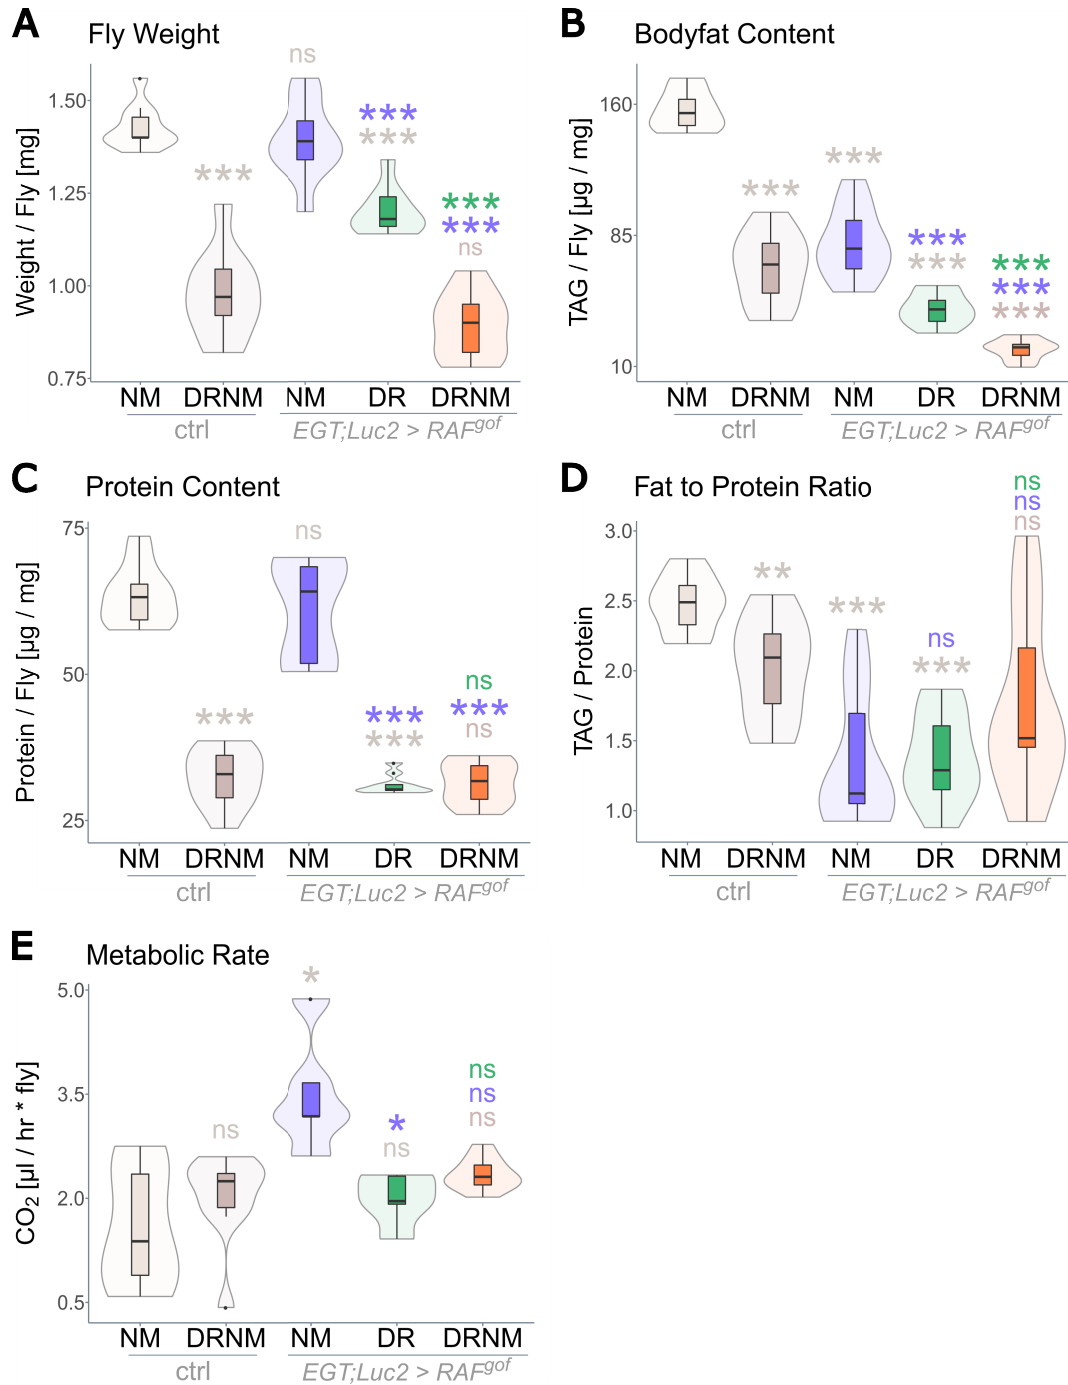 A
Fly Weight
Weight / Fly [mg]
1.50
1.25
1.00
0.75
ns
***
***
***
***
***
ns
NM DRNM NM DR DRNM
ctrl EGT;Luc2 > RAFgof
B
Bodyfat Content
TAG / Fly [µg / mg]
160
85
10
***
***
***
***
***
***
***
NM DRNM NM DR DRNM
ctrl EGT;Luc2 > RAFgof
C
Protein Content
Protein / Fly [µg / mg]
75
50
25
ns
***
***
***
ns
***
ns
NM DRNM NM DR DRNM
ctrl EGT;Luc2 > RAFgof
D
Fat to Protein Ratio
TAG / Protein
3.0
2.5
2.0
1.5
1.0
**
***
ns
***
ns
ns
ns
NM DRNM NM DR DRNM
ctrl EGT;Luc2 > RAFgof
E
Metabolic Rate
CO2 [µl / hr * fly]
5.0
3.5
2.0
0.5
ns
*
*
ns
ns
ns
ns
NM DRNM NM DR DRNM
ctrl EGT;Luc2 > RAFgof